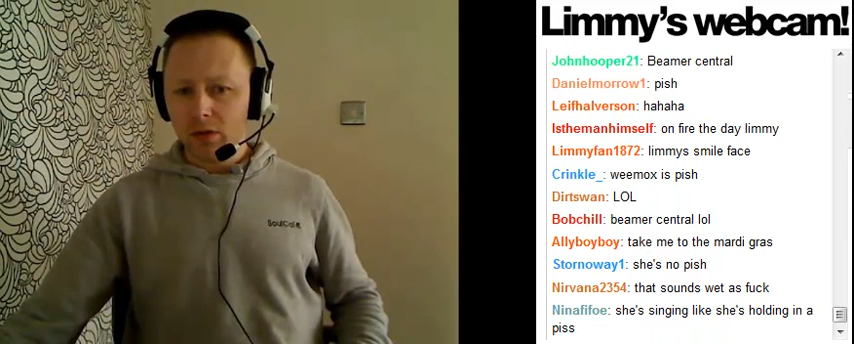 Limmy's webcam!
Johnhooper21: Beamer central
Danielmorrow1: pish
Leifhalverson: hahaha
Isthemanhimself: on fire the day limmy
Limmyfan1872: limmys smile face
Crinkle_: weemox is pish
Dirtswan: LOL
Bobchill: beamer central lol
Allyboyboy: take me to the mardi gras
Stornoway1: she's no pish
Nirvana2354: that sounds wet as fuck
Ninafifoe: she's singing like she's holding in a
piss
SoulCal